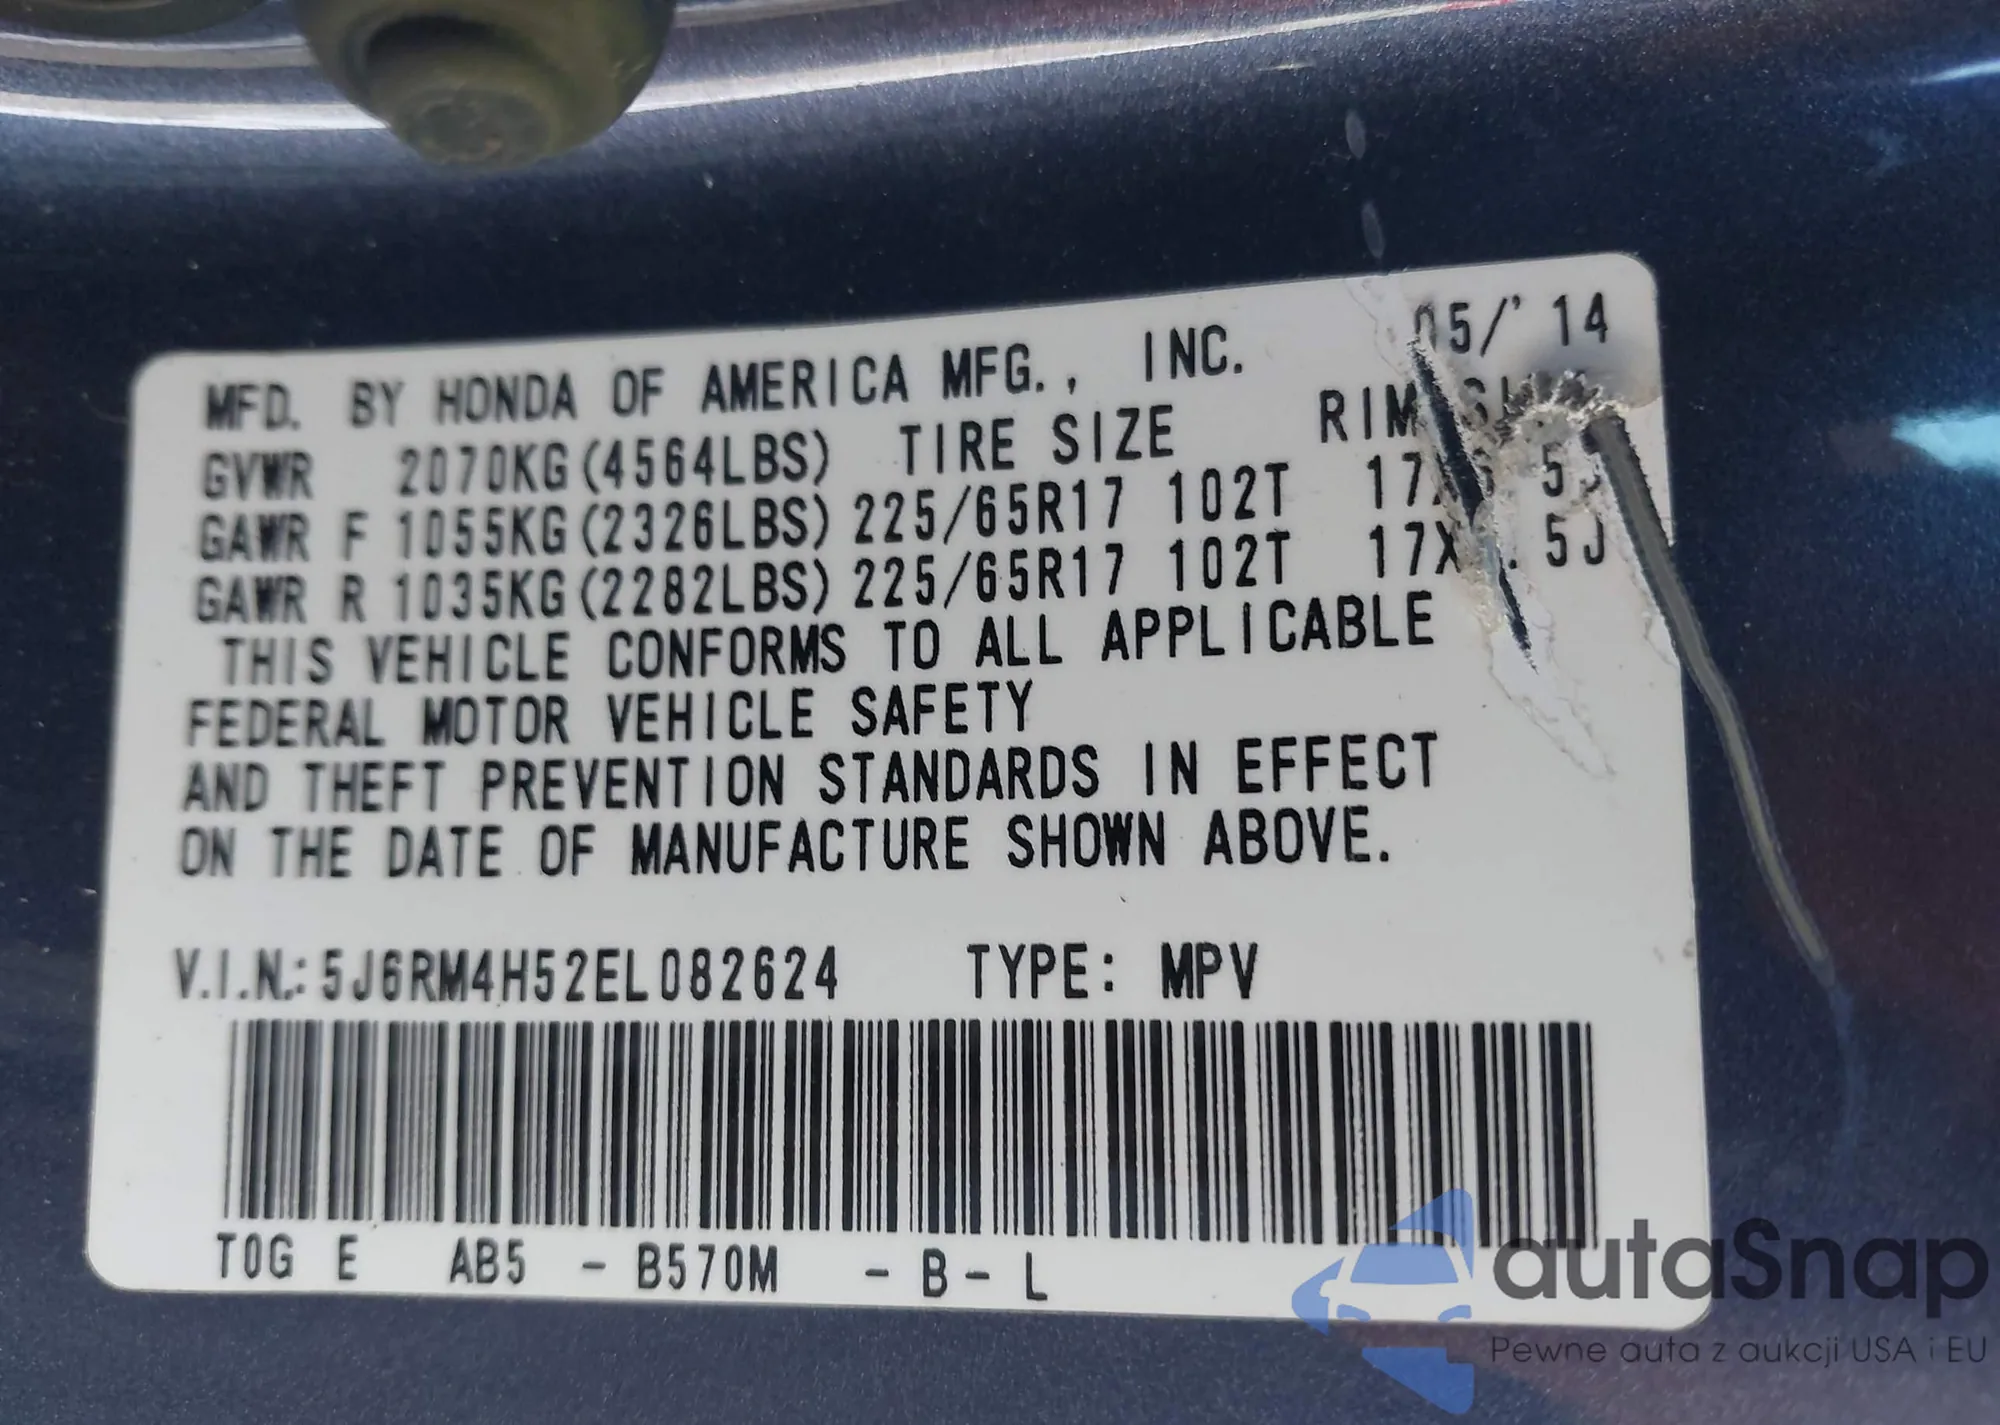 MFD. BY HONDA OF AMERICA MFG., INC. 05/'14
GVWR 2070KG(4564LBS) TIRE SIZE RIM
GAWR F 1055KG(2326LBS) 225/65R17 102T
GAWR R 1035KG(2282LBS) 225/65R17 102T
THIS VEHICLE CONFORMS TO ALL APPLICABLE
FEDERAL MOTOR VEHICLE SAFETY
AND THEFT PREVENTION STANDARDS IN EFFECT
ON THE DATE OF MANUFACTURE SHOWN ABOVE.
V.I.N.: 5J6RM4H52EL082624 TYPE: MPV
T0G E AB5 - B570M - B - L
autaSnap
Pewne auta z aukcji USA i EU